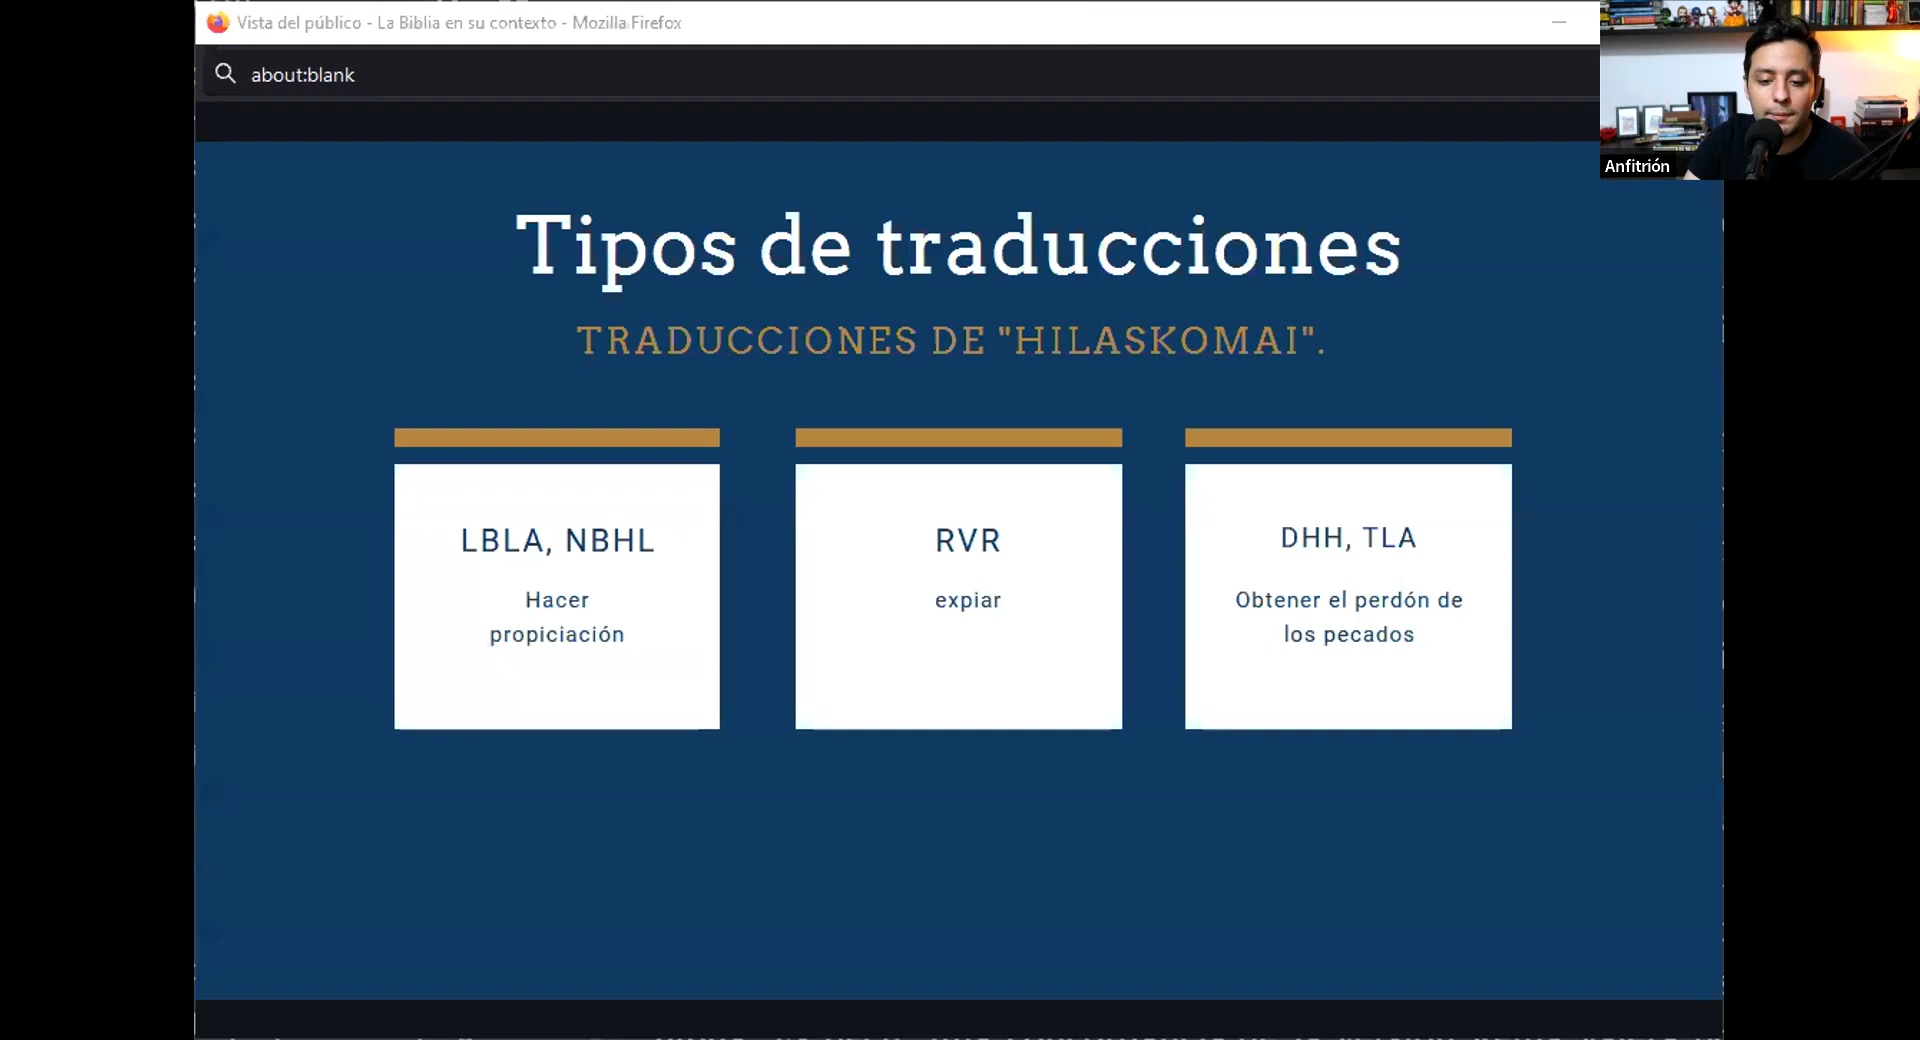 Vista del público - La Biblia en su contexto - Mozilla Firefox
about:blank
Anfitrión
Tipos de traducciones
TRADUCCIONES DE "HILASKOMAI".
LBLA, NBHL
Hacer
propiciación
RVR
expiar
DHH, TLA
Obtener el perdón de
los pecados